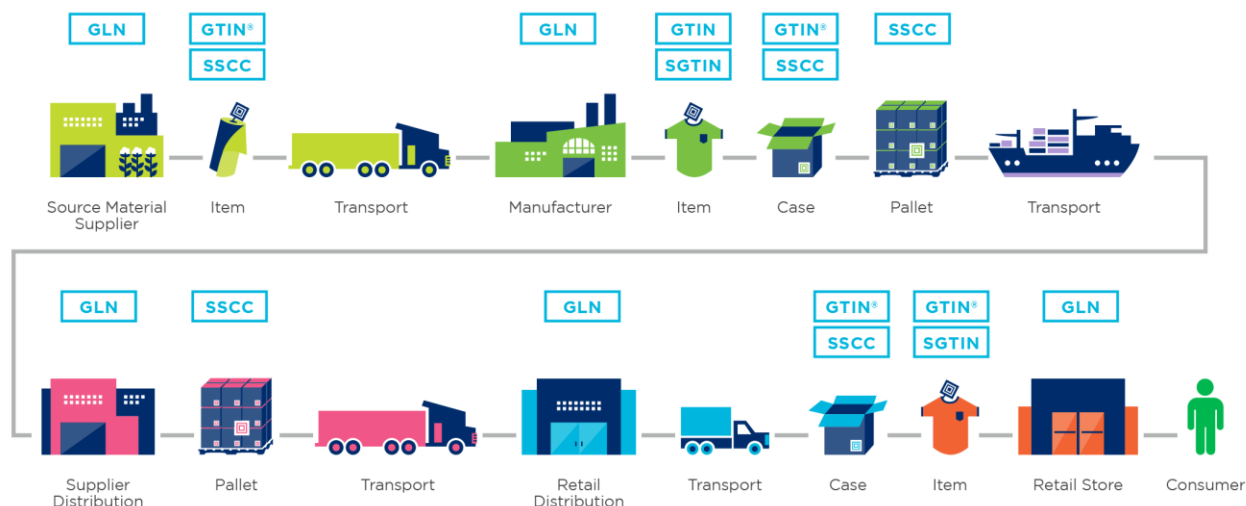 GLN
GTIN®
GLN
GTIN
GTIN®
SSCC
SSCC
SGTIN
SSCC
Source Material
Supplier
Item
Transport
Manufacturer
Item
Case
Pallet
Transport
GLN
SSCC
GLN
GTIN®
GTIN®
GLN
SSCC
SGTIN
Supplier
Distribution
Pallet
Transport
Retail
Distribution
Transport
Case
Item
Retail Store
Consumer